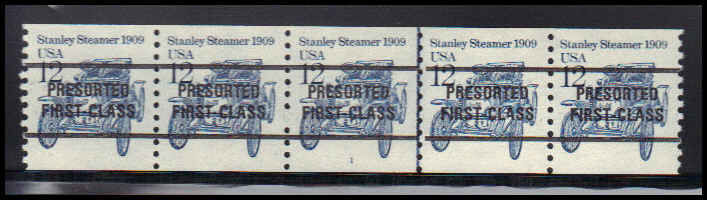 Stanley Steamer 1909 Stanley Steamer 1909 Stanley Steamer 1909 Stanley Steamer 1909 Stanley Steamer 1909
USA USA USA USA USA
12 12 12 12 12
PRESORTED PRESORTED PRESORTED PRESORTED PRESORTED
FIRST-CLASS FIRST-CLASS FIRST-CLASS FIRST-CLASS FIRST-CLASS
1